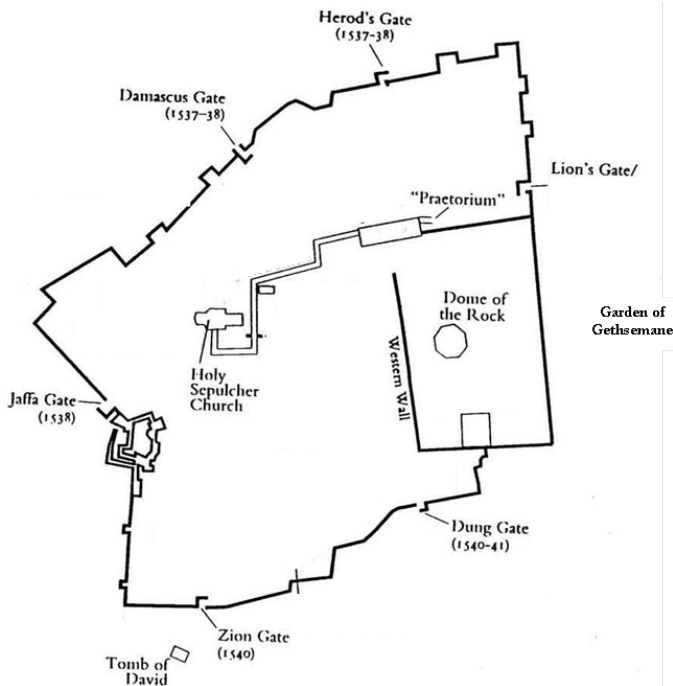 Herod's Gate
(1537-38)
Damascus Gate
(1537-38)
Lion's Gate/
"Praetorium"
Dome of
the Rock
Garden of
Gethsemane
Western Wall
Holy
Sepulcher
Church
Jaffa Gate
(1538)
Dung Gate
(1540-41)
Zion Gate
(1540)
Tomb of
David